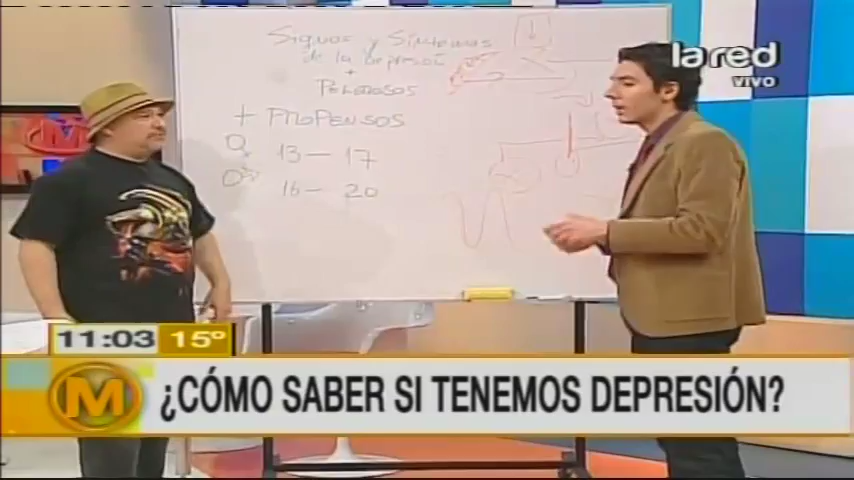 la red
VIVO
Signos y Síntomas
de la Depresión
+
PELIGROSOS
+ PROPENSOS
13 — 17
16 — 20
M
11:03 15º
M ¿CÓMO SABER SI TENEMOS DEPRESIÓN?